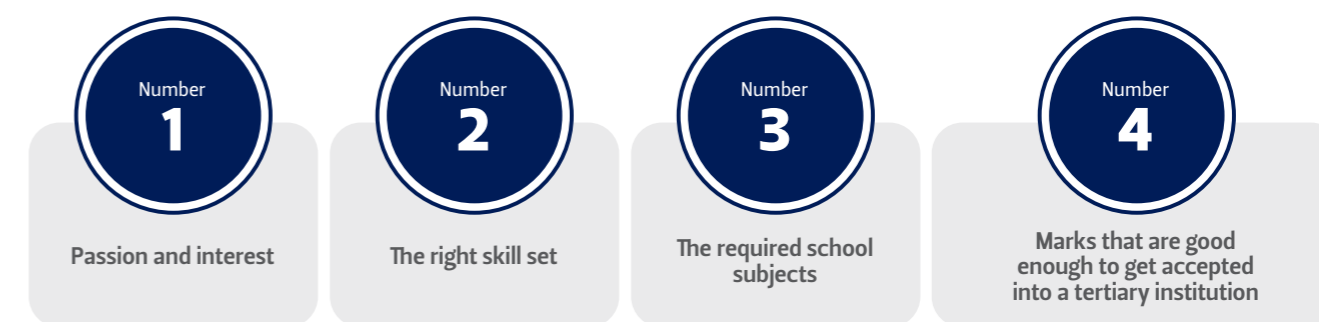 Number
1
Passion and interest
Number
2
The right skill set
Number
3
The required school
subjects
Number
4
Marks that are good
enough to get accepted
into a tertiary institution